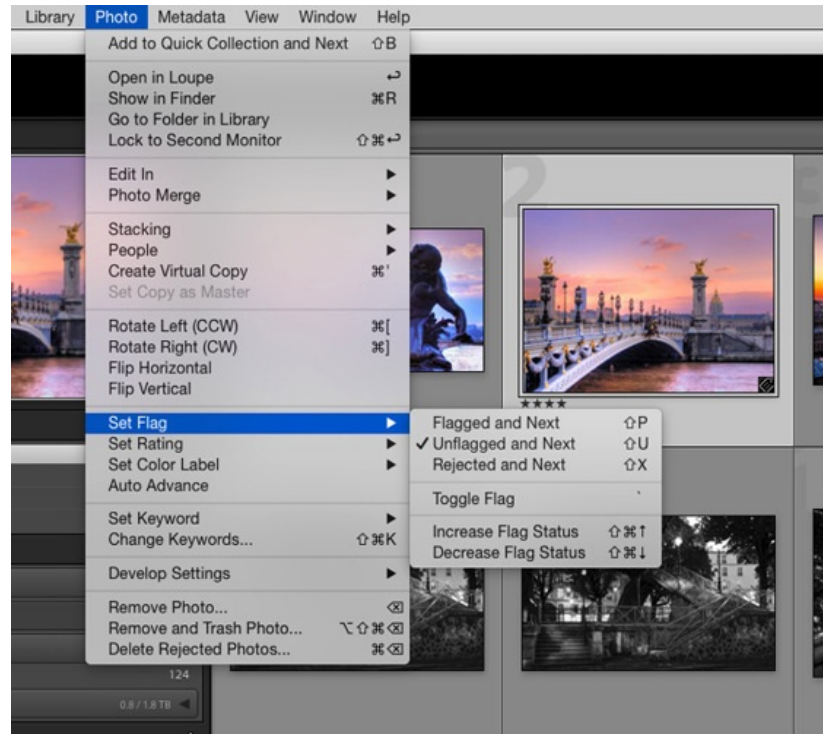 Library Photo Metadata View Window Help
Add to Quick Collection and Next ⇧B
Open in Loupe ↩
Show in Finder ⌘R
Go to Folder in Library
Lock to Second Monitor ⇧⌘↩
Edit In ▶
Photo Merge ▶
Stacking ▶
People ▶
Create Virtual Copy ⌘'
Set Copy as Master
Rotate Left (CCW) ⌘[
Rotate Right (CW) ⌘]
Flip Horizontal
Flip Vertical
Set Flag ▶
Set Rating ▶
Set Color Label ▶
Auto Advance
Set Keyword ▶
Change Keywords... ⇧⌘K
Develop Settings ▶
Remove Photo... ⌫
Remove and Trash Photo... ⌥⇧⌘⌫
Delete Rejected Photos... ⌘⌫
Flagged and Next ⇧P
✓ Unflagged and Next ⇧U
Rejected and Next ⇧X
Toggle Flag `
Increase Flag Status ⇧⌘↑
Decrease Flag Status ⇧⌘↓
2
3
★★★★
124
0.8 / 1.8 TB